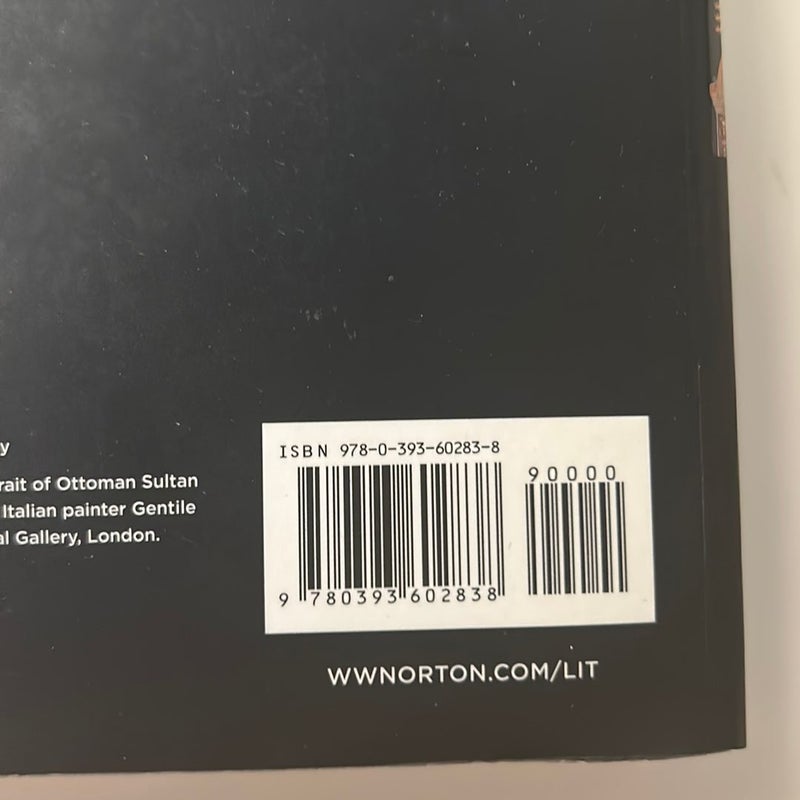 y
rait of Ottoman Sultan
Italian painter Gentile
al Gallery, London.
ISBN 978-0-393-60283-8
90000
9 780393 602838
WWNORTON.COM/LIT